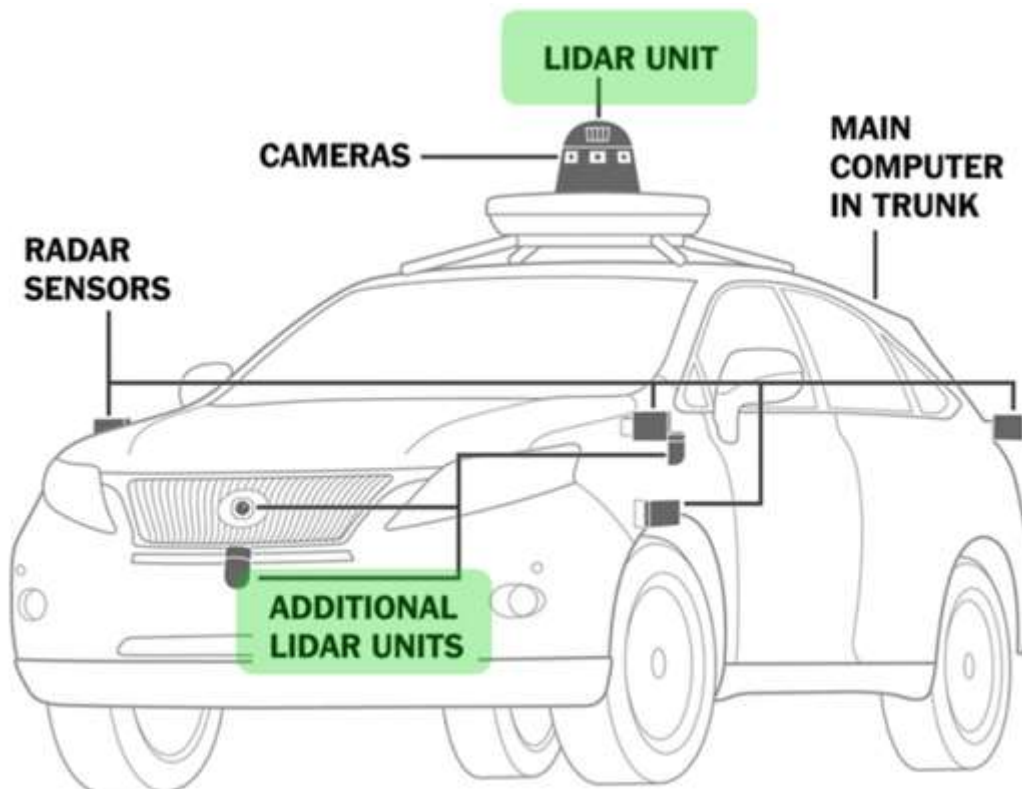 LIDAR UNIT
CAMERAS
MAIN
COMPUTER
IN TRUNK
RADAR
SENSORS
ADDITIONAL
LIDAR UNITS